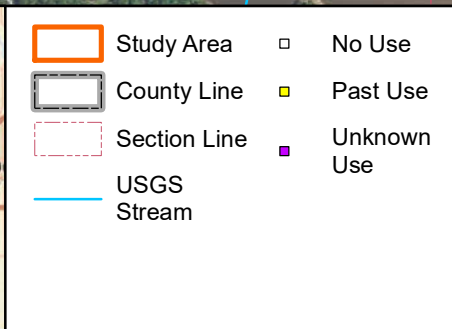 Study Area
No Use
County Line
Past Use
Section Line
Unknown
Use
USGS
Stream